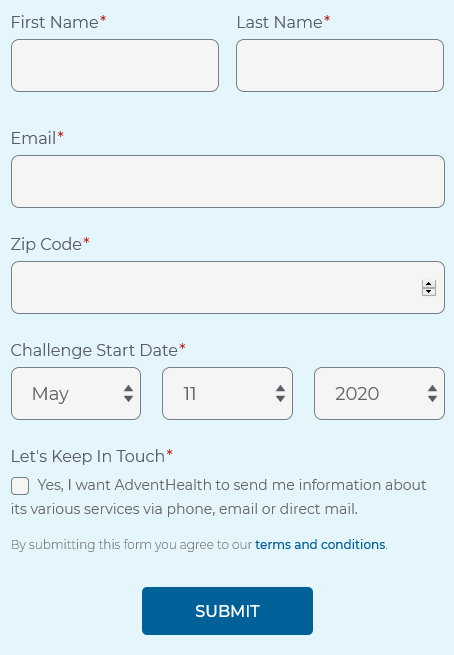 First Name* Last Name*
Email*
Zip Code*
Challenge Start Date*
May 11 2020
Let's Keep In Touch*
Yes, I want AdventHealth to send me information about
its various services via phone, email or direct mail.
By submitting this form you agree to our terms and conditions.
SUBMIT